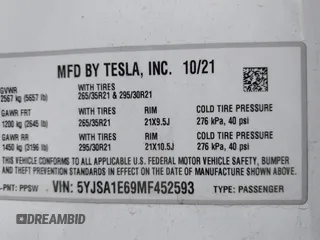 MFD BY TESLA, INC. 10/21
GVWR WITH TIRES
2567 kg (5657 lb) 265/35R21 & 295/30R21
GAWR FRT WITH TIRES RIM COLD TIRE PRESSURE
1200 kg (2645 lb) 265/35R21 21X9.5J 276 kPa, 40 psi
GAWR RR WITH TIRES RIM COLD TIRE PRESSURE
1450 kg (3196 lb) 295/30R21 21X10.5J 276 kPa, 40 psi
THIS VEHICLE CONFORMS TO ALL APPLICABLE U.S. FEDERAL MOTOR VEHICLE SAFETY, BUMPER
AND THEFT PREVENTION STANDARDS IN EFFECT ON THE DATE OF MANUFACTURE SHOWN ABOVE
PNT: PPSW VIN: 5YJSA1E69MF452593 TYPE: PASSENGER
DREAMBID